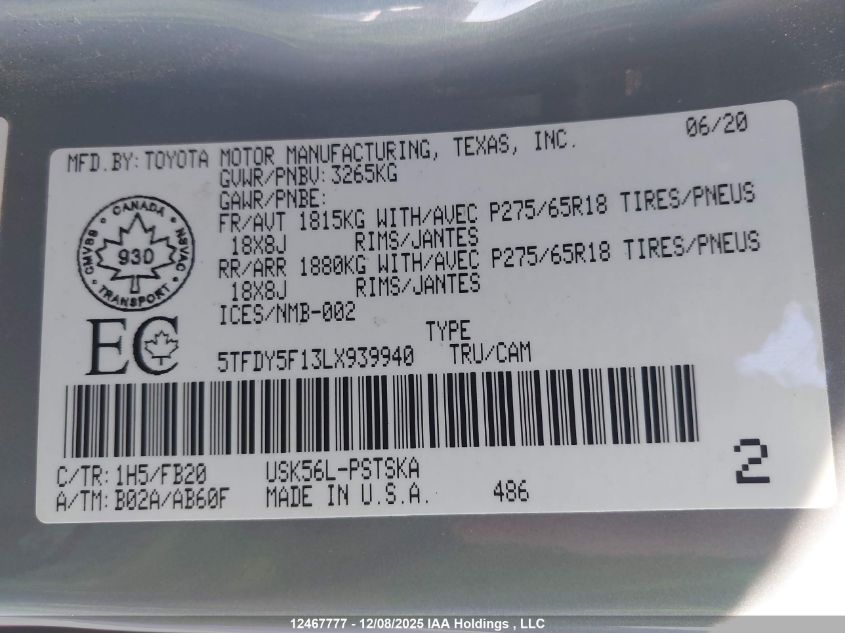 06/20
MFD.BY: TOYOTA MOTOR MANUFACTURING, TEXAS, INC.
GVWR/PNBV: 3265KG
GAWR/PNBE:
FR/AVT 1815KG WITH/AVEC P275/65R18 TIRES/PNEUS
18X8J RIMS/JANTES
RR/ARR 1880KG WITH/AVEC P275/65R18 TIRES/PNEUS
18X8J RIMS/JANTES
ICES/NMB-002
CANADA
CMVSS
930
NSVAC
TRANSPORT
EC
TYPE
5TFDY5F13LX939940 TRU/CAM
C/TR: 1H5/FB20 USK56L-PSTSKA
A/TM: B02A/AB60F MADE IN U.S.A. 486
2
12467777 - 12/08/2025 IAA Holdings , LLC